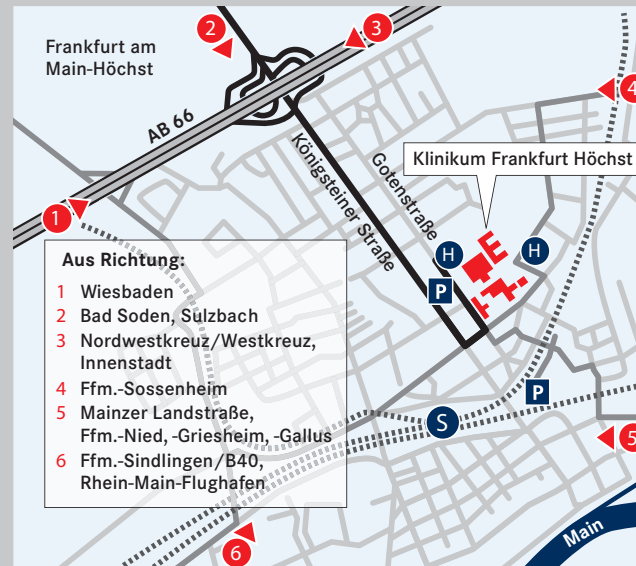 Frankfurt am
Main-Höchst
2
3
AB 66
4
Königsteiner Straße
Gotenstraße
Klinikum Frankfurt Höchst
1
H
H
P
Aus Richtung:
1 Wiesbaden
2 Bad Soden, Sulzbach
3 Nordwestkreuz/Westkreuz,
Innenstadt
4 Ffm.-Sossenheim
5 Mainzer Landstraße,
Ffm.-Nied, -Griesheim, -Gallus
6 Ffm.-Sindlingen/B40,
Rhein-Main-Flughafen
P
S
5
Main
6